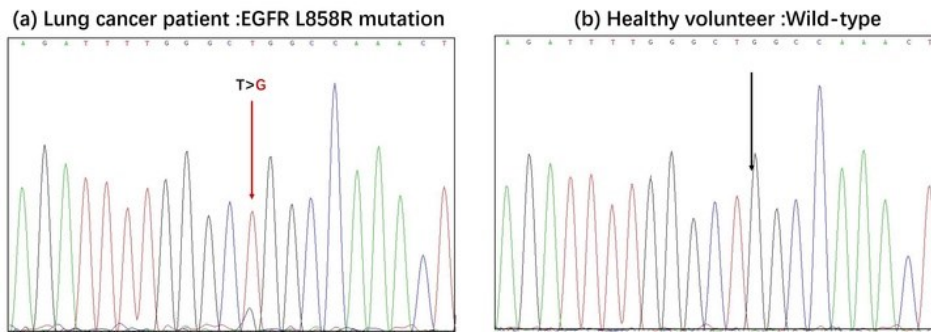 (a) Lung cancer patient :EGFR L858R mutation
A G A T T T T G G G C T G G C C A A A C T
T>G
(b) Healthy volunteer :Wild-type
A G A T T T T G G G C T G G C C A A A C T